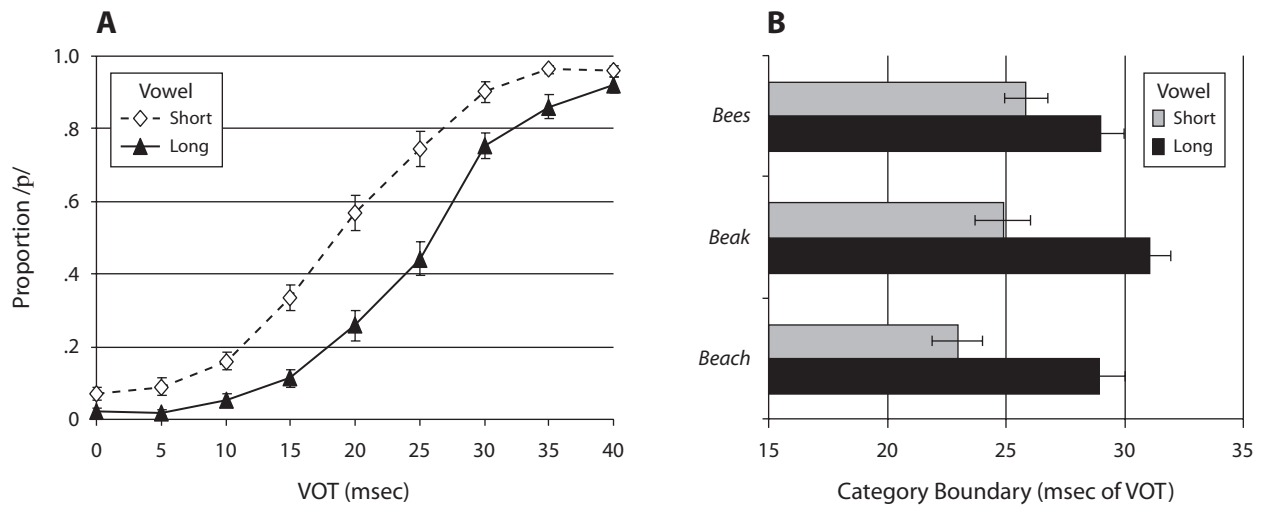 A
1.0
.8
.6
.4
.2
0
Proportion /p/
Vowel
Short
Long
0 5 10 15 20 25 30 35 40
VOT (msec)
B
Bees
Beak
Beach
Vowel
Short
Long
15 20 25 30 35
Category Boundary (msec of VOT)